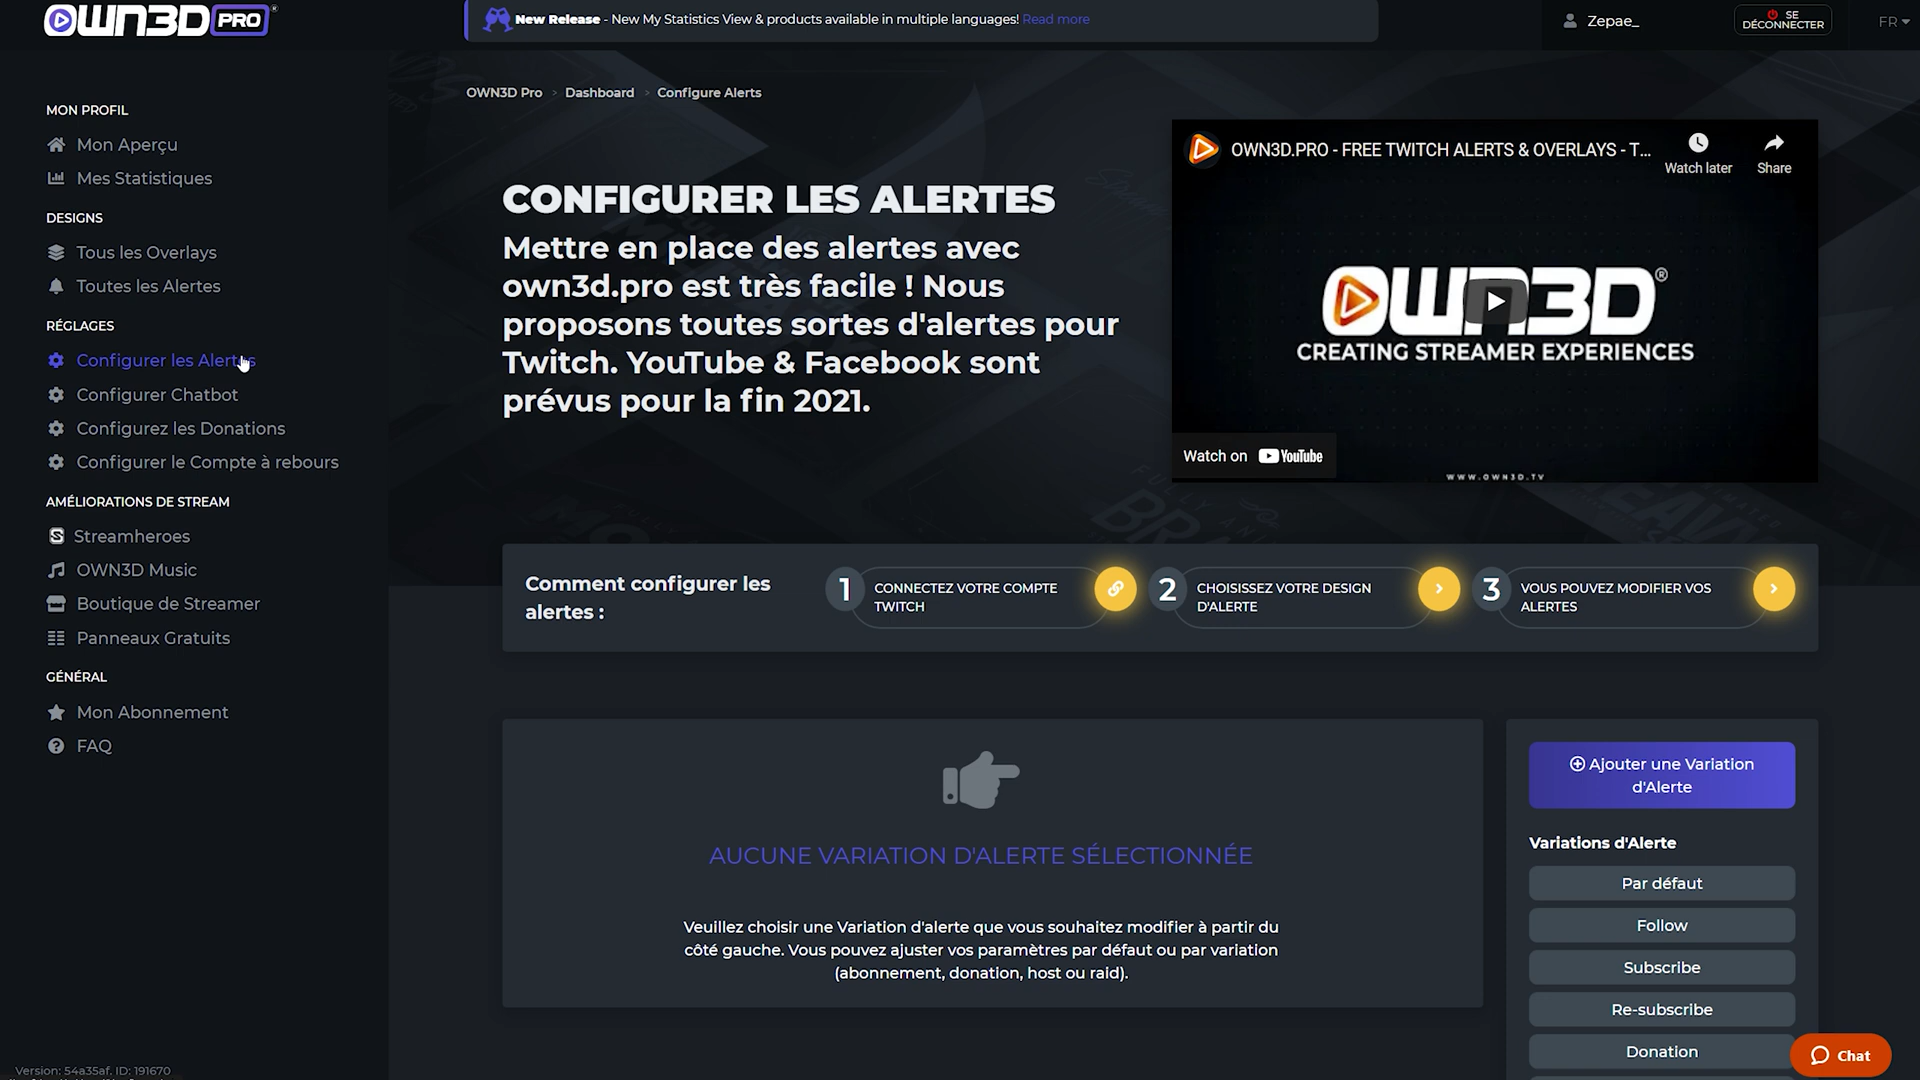 OWN3D PRO
New Release - New My Statistics View & products available in multiple languages! Read more
Zepae_
SE
DÉCONNECTER
FR
MON PROFIL
Mon Aperçu
Mes Statistiques
DESIGNS
Tous les Overlays
Toutes les Alertes
RÉGLAGES
Configurer les Alertes
Configurer Chatbot
Configurez les Donations
Configurer le Compte à rebours
AMÉLIORATIONS DE STREAM
Streamheroes
OWN3D Music
Boutique de Streamer
Panneaux Gratuits
GÉNÉRAL
Mon Abonnement
FAQ
Version: 54a35af. ID: 191670
OWN3D Pro > Dashboard > Configure Alerts
CONFIGURER LES ALERTES
Mettre en place des alertes avec
own3d.pro est très facile ! Nous
proposons toutes sortes d'alertes pour
Twitch. YouTube & Facebook sont
prévus pour la fin 2021.
OWN3D.PRO - FREE TWITCH ALERTS & OVERLAYS - T...
Watch later
Share
OWN3D®
CREATING STREAMER EXPERIENCES
Watch on YouTube
WWW.OWN3D.TV
Comment configurer les
alertes :
1 CONNECTEZ VOTRE COMPTE
TWITCH
2 CHOISISSEZ VOTRE DESIGN
D'ALERTE
3 VOUS POUVEZ MODIFIER VOS
ALERTES
AUCUNE VARIATION D'ALERTE SÉLECTIONNÉE
Veuillez choisir une Variation d'alerte que vous souhaitez modifier à partir du
côté gauche. Vous pouvez ajuster vos paramètres par défaut ou par variation
(abonnement, donation, host ou raid).
Ajouter une Variation
d'Alerte
Variations d'Alerte
Par défaut
Follow
Subscribe
Re-subscribe
Donation
Chat